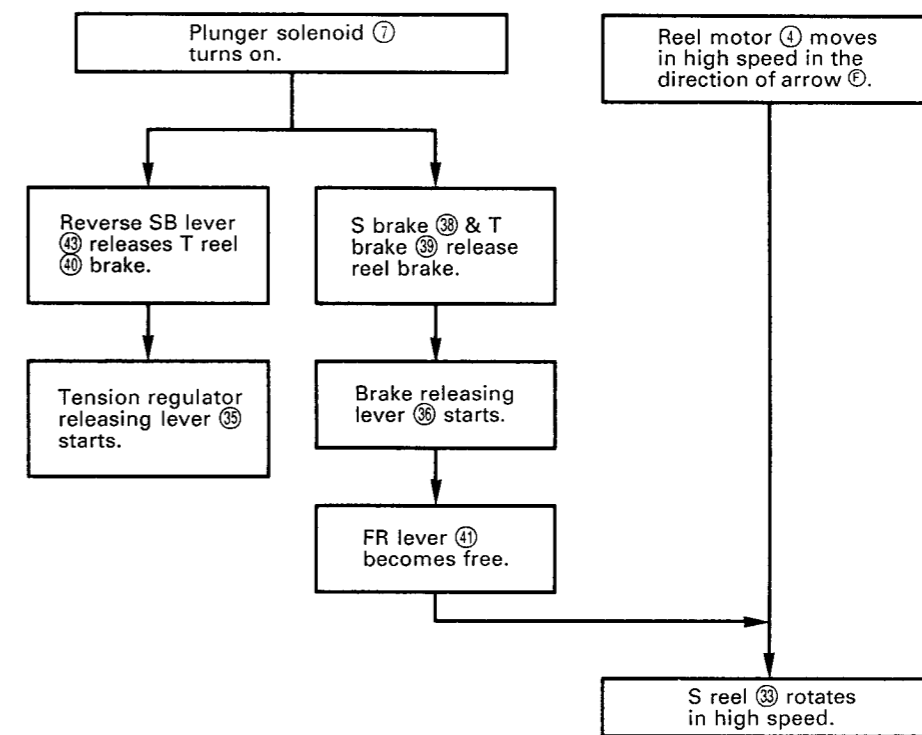 Plunger solenoid ⑦
turns on.
Reel motor ④ moves
in high speed in the
direction of arrow Ⓕ.
Reverse SB lever
㊸ releases T reel
㊵ brake.
S brake ㊳ & T
brake ㊴ release
reel brake.
Tension regulator
releasing lever ㉟
starts.
Brake releasing
lever ㊱ starts.
FR lever ㊶
becomes free.
S reel ㉝ rotates
in high speed.